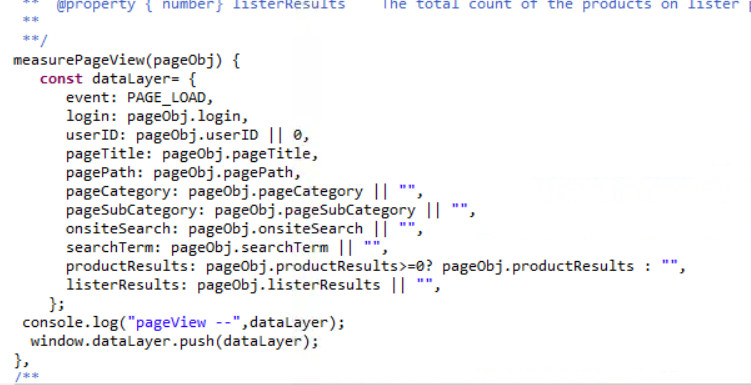 ** @property { number} listerResults    The total count of the products on lister
**
**/
measurePageView(pageObj) {
const dataLayer= {
event: PAGE_LOAD,
login: pageObj.login,
userID: pageObj.userID || 0,
pageTitle: pageObj.pageTitle,
pagePath: pageObj.pagePath,
pageCategory: pageObj.pageCategory || "",
pageSubCategory: pageObj.pageSubCategory || "",
onsiteSearch: pageObj.onsiteSearch || "",
searchTerm: pageObj.searchTerm || "",
productResults: pageObj.productResults>=0? pageObj.productResults : "",
listerResults: pageObj.listerResults || "",
};
console.log("pageView --",dataLayer);
window.dataLayer.push(dataLayer);
},
/**